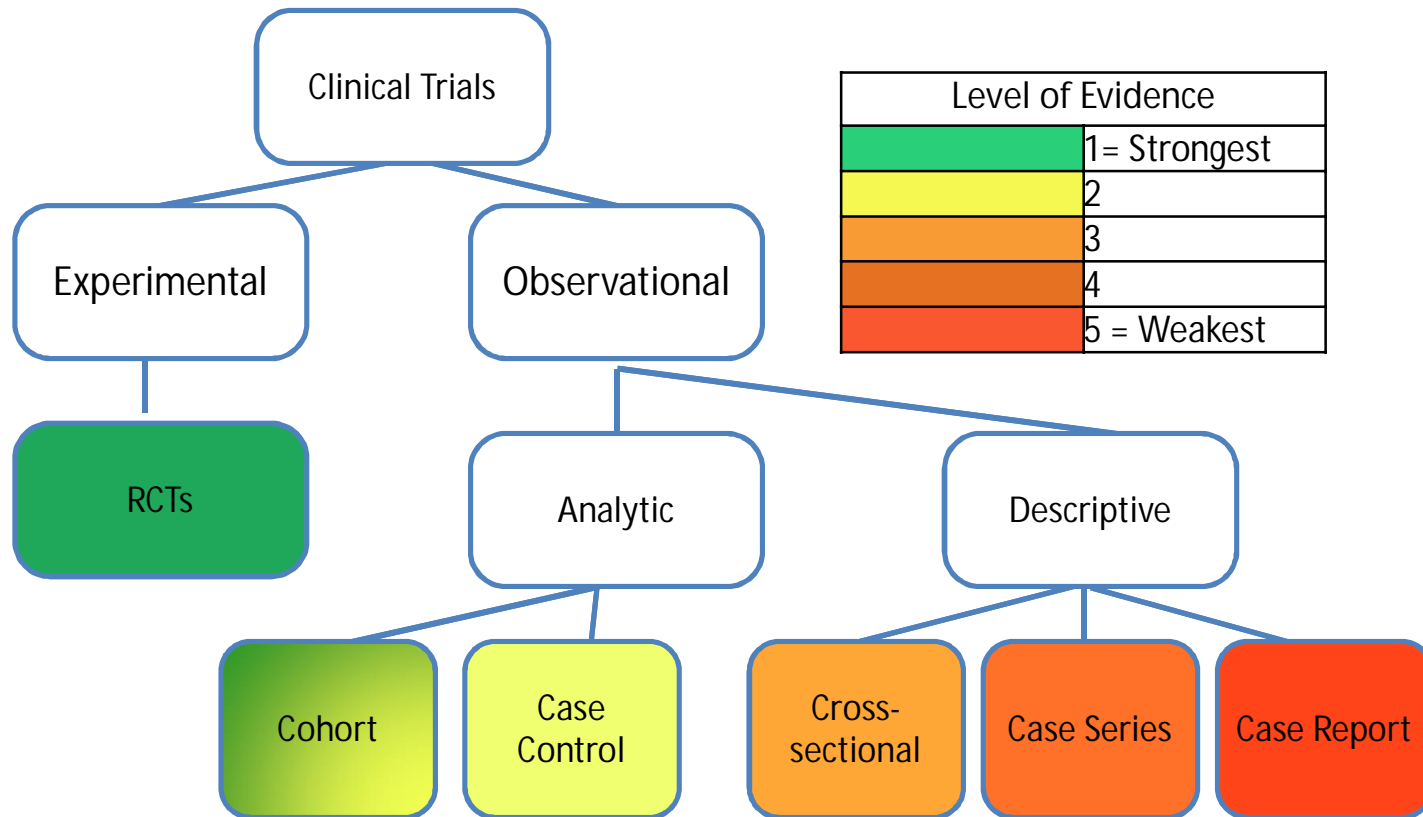 Clinical Trials
Level of Evidence
1= Strongest
2
3
4
5 = Weakest
Experimental
Observational
RCTs
Analytic
Descriptive
Cohort
Case
Control
Cross-
sectional
Case Series
Case Report